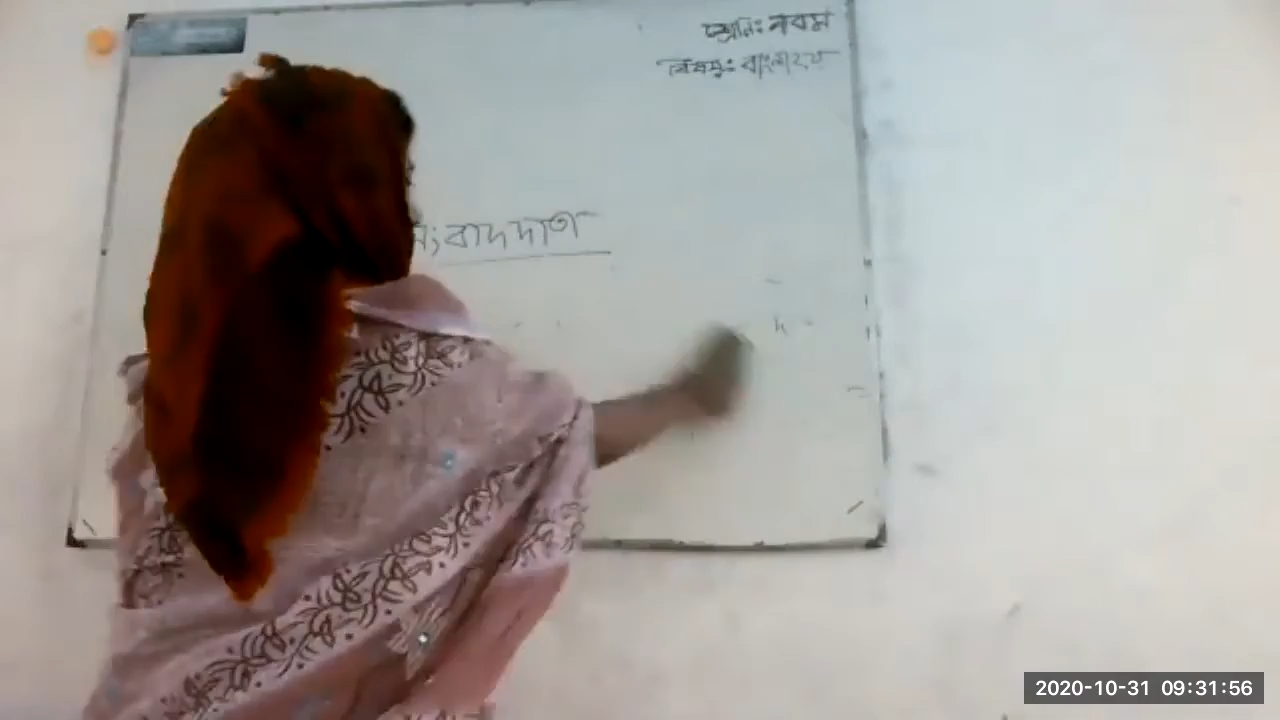 শ্রেনি: নবম
বিষয়: বাংলা ২য়
সংবাদদাতা
2020-10-31 09:31:56